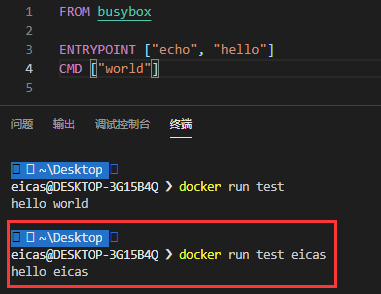 1 FROM busybox
2
3 ENTRYPOINT ["echo", "hello"]
4 CMD ["world"]
5
问题 输出 调试控制台 终端
~\Desktop
eicas@DESKTOP-3G15B4Q ❯ docker run test
hello world
~\Desktop
eicas@DESKTOP-3G15B4Q ❯ docker run test eicas
hello eicas